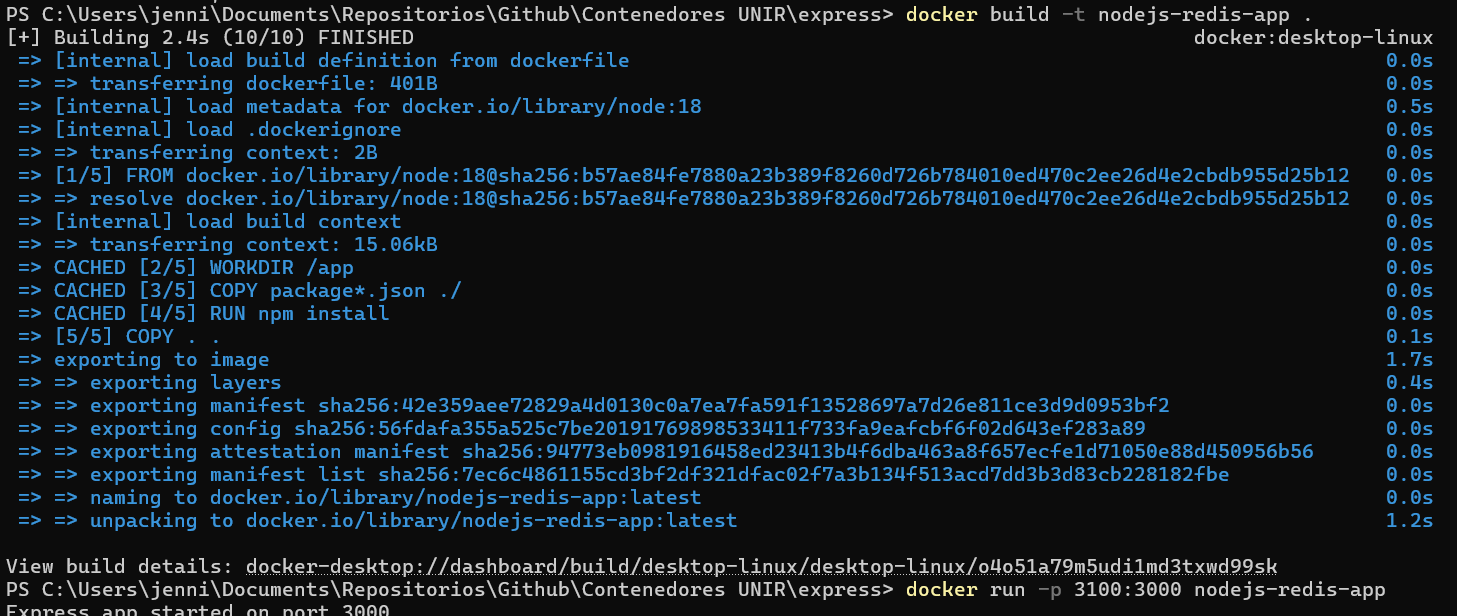 PS C:\Users\jenni\Documents\Repositorios\Github\Contenedores UNIR\express> docker build -t nodejs-redis-app .
[+] Building 2.4s (10/10) FINISHED docker:desktop-linux
=> [internal] load build definition from dockerfile 0.0s
=> => transferring dockerfile: 401B 0.0s
=> [internal] load metadata for docker.io/library/node:18 0.5s
=> [internal] load .dockerignore 0.0s
=> => transferring context: 2B 0.0s
=> [1/5] FROM docker.io/library/node:18@sha256:b57ae84fe7880a23b389f8260d726b784010ed470c2ee26d4e2cbdb955d25b12 0.0s
=> => resolve docker.io/library/node:18@sha256:b57ae84fe7880a23b389f8260d726b784010ed470c2ee26d4e2cbdb955d25b12 0.0s
=> [internal] load build context 0.0s
=> => transferring context: 15.06kB 0.0s
=> CACHED [2/5] WORKDIR /app 0.0s
=> CACHED [3/5] COPY package*.json ./ 0.0s
=> CACHED [4/5] RUN npm install 0.0s
=> [5/5] COPY . . 0.1s
=> exporting to image 1.7s
=> => exporting layers 0.4s
=> => exporting manifest sha256:42e359aee72829a4d0130c0a7ea7fa591f13528697a7d26e811ce3d9d0953bf2 0.0s
=> => exporting config sha256:56fdafa355a525c7be20191769898533411f733fa9eafcbf6f02d643ef283a89 0.0s
=> => exporting attestation manifest sha256:94773eb0981916458ed23413b4f6dba463a8f657ecfe1d71050e88d450956b56 0.0s
=> => exporting manifest list sha256:7ec6c4861155cd3bf2df321dfac02f7a3b134f513acd7dd3b3d83cb228182fbe 0.0s
=> => naming to docker.io/library/nodejs-redis-app:latest 0.0s
=> => unpacking to docker.io/library/nodejs-redis-app:latest 1.2s
View build details: docker-desktop://dashboard/build/desktop-linux/desktop-linux/o4o51a79m5udi1md3txwd99sk
PS C:\Users\jenni\Documents\Repositorios\Github\Contenedores UNIR\express> docker run -p 3100:3000 nodejs-redis-app
Express app started on port 3000